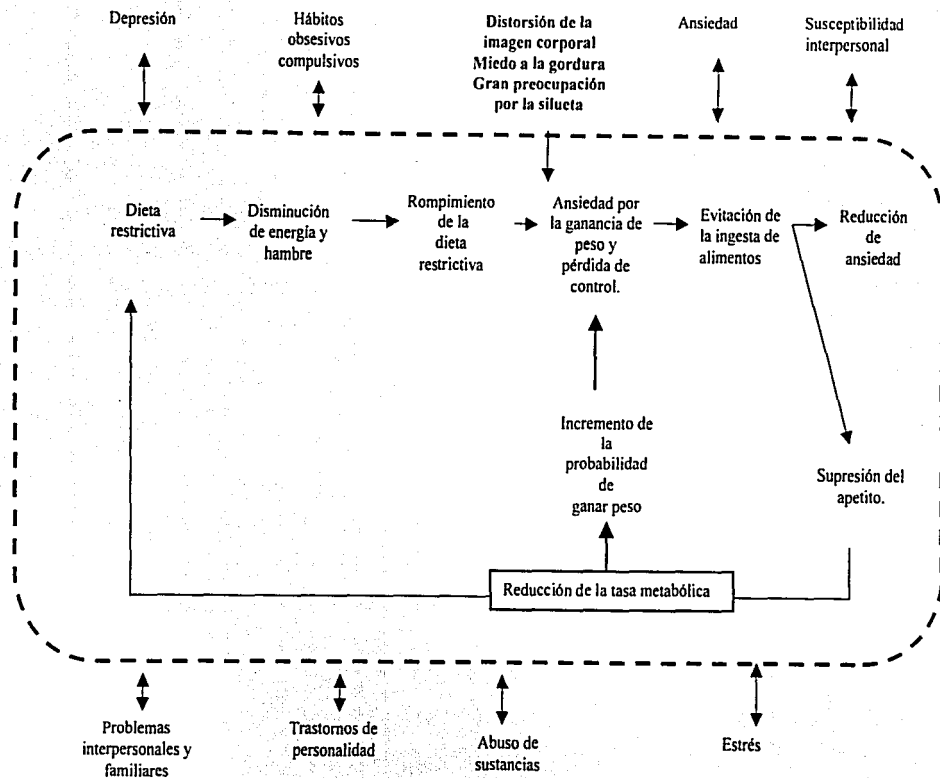 Depresión
Hábitos
obsesivos
compulsivos
Distorsión de la
imagen corporal
Miedo a la gordura
Gran preocupación
por la silueta
Ansiedad
Susceptibilidad
interpersonal
Dieta
restrictiva
Disminución
de energía y
hambre
Rompimiento
de la
dieta
restrictiva
Ansiedad por
la ganancia de
peso y
pérdida de
control.
Evitación de
la ingesta de
alimentos
Reducción
de
ansiedad
Incremento de
la
probabilidad
de
ganar peso
Supresión del
apetito.
Reducción de la tasa metabólica
Problemas
interpersonales y
familiares
Trastornos de
personalidad
Abuso de
sustancias
Estrés